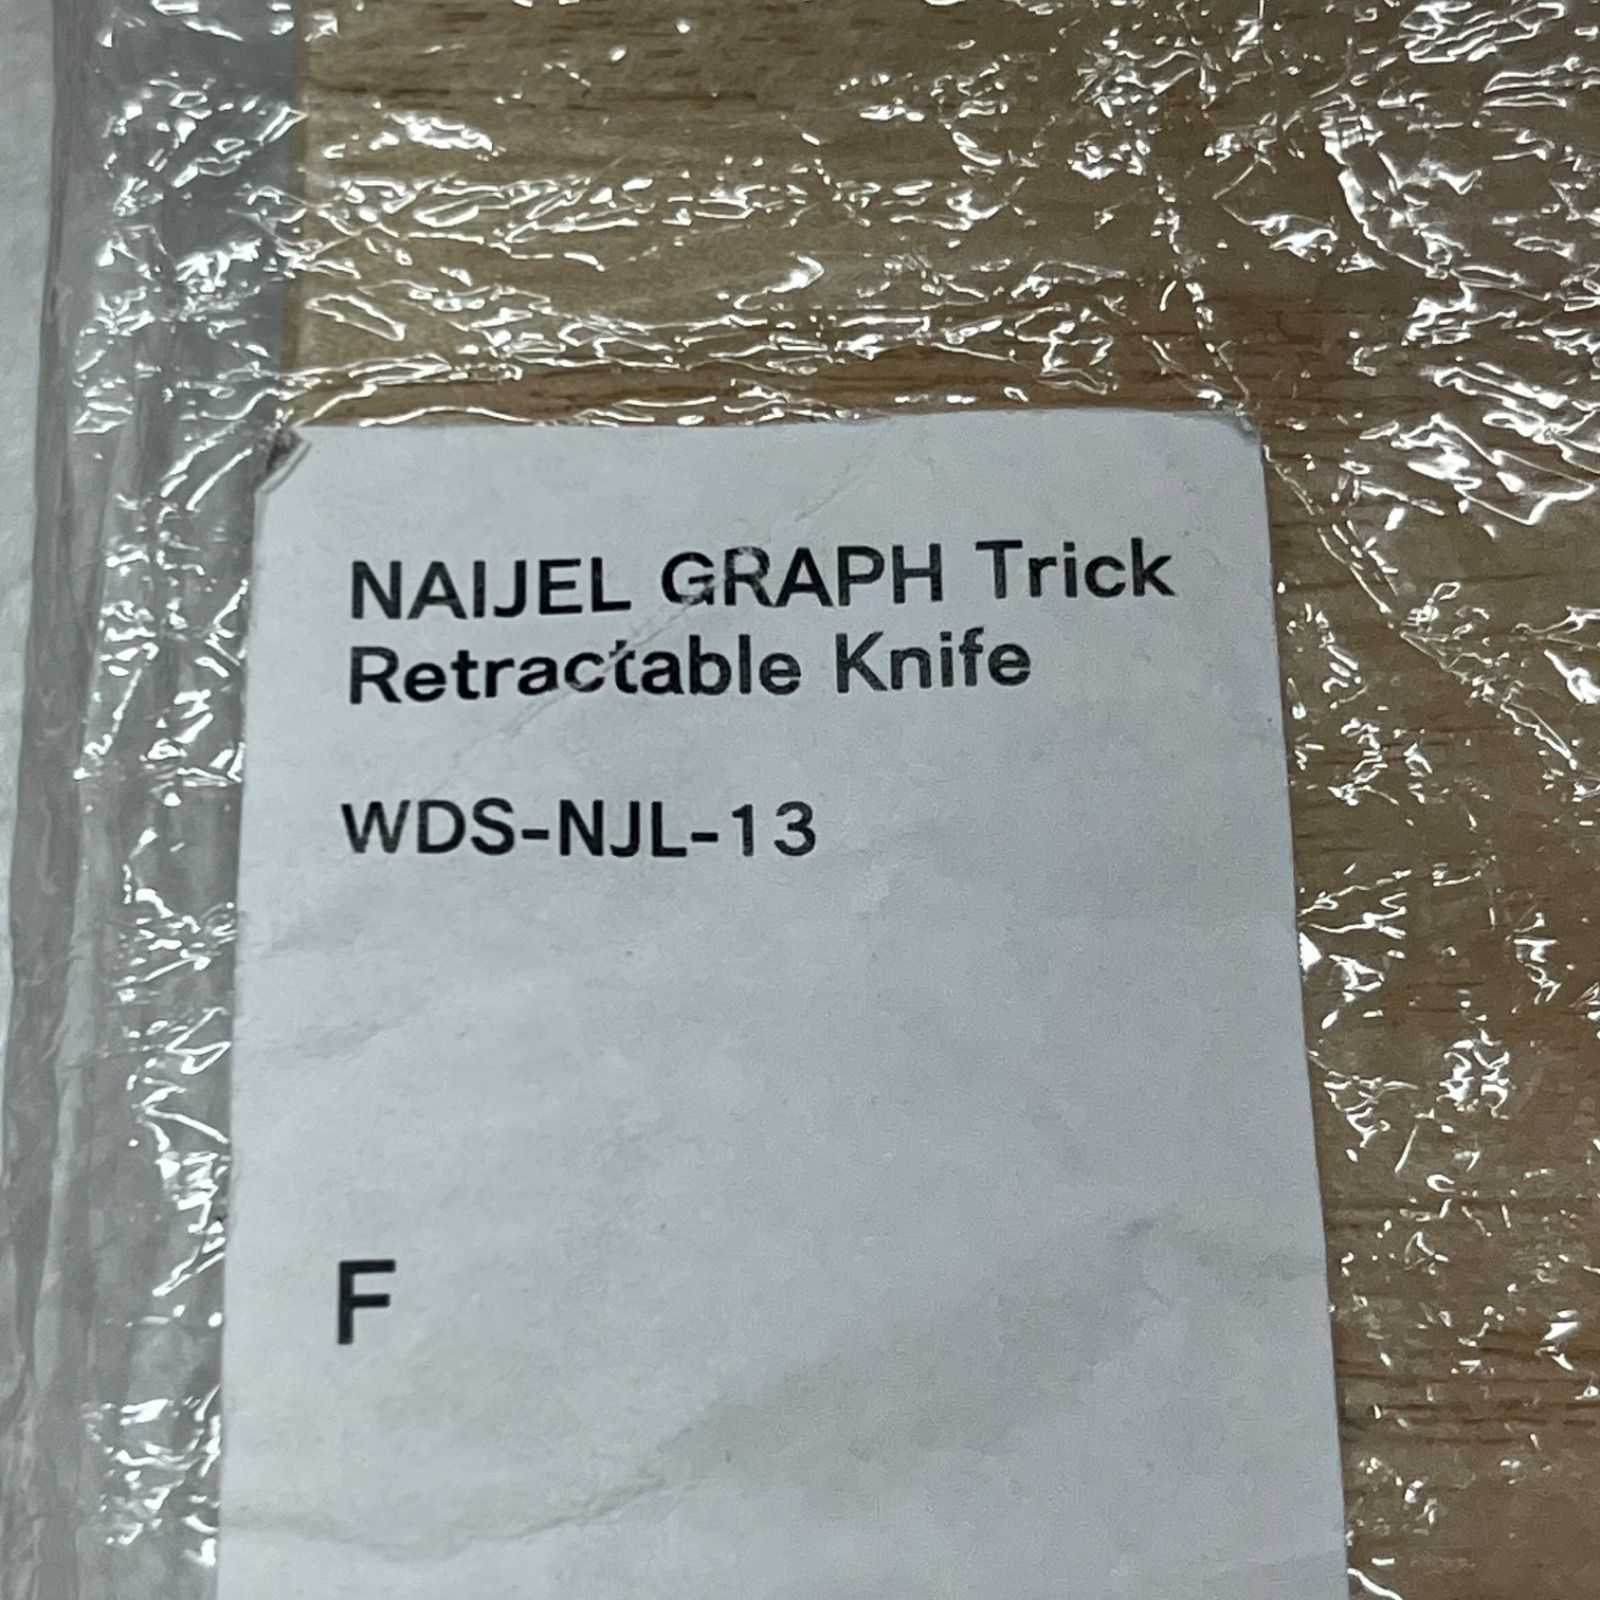 NAIJEL GRAPH Trick
Retractable Knife
WDS-NJL-13
F